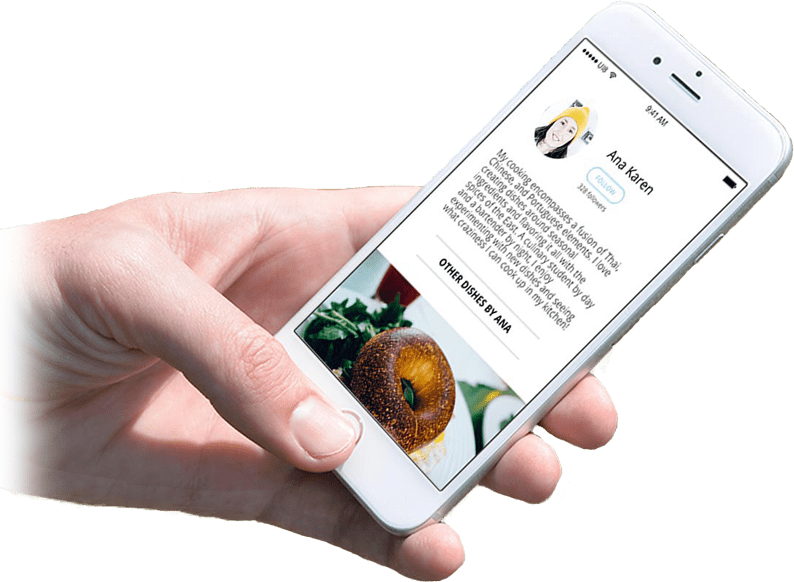 UI8
9:41 AM
Ana Karen
FOLLOW
328 followers
My cooking encompasses a fusion of Thai,
Chinese and Portuguese elements. I love
creating dishes around seasonal
ingredients and flavoring it all with the
spices of the East. A culinary student by day
and a bartender by night, I enjoy
experimenting with new dishes and seeing
what craziness I can cook up in my kitchen!
OTHER DISHES BY ANA